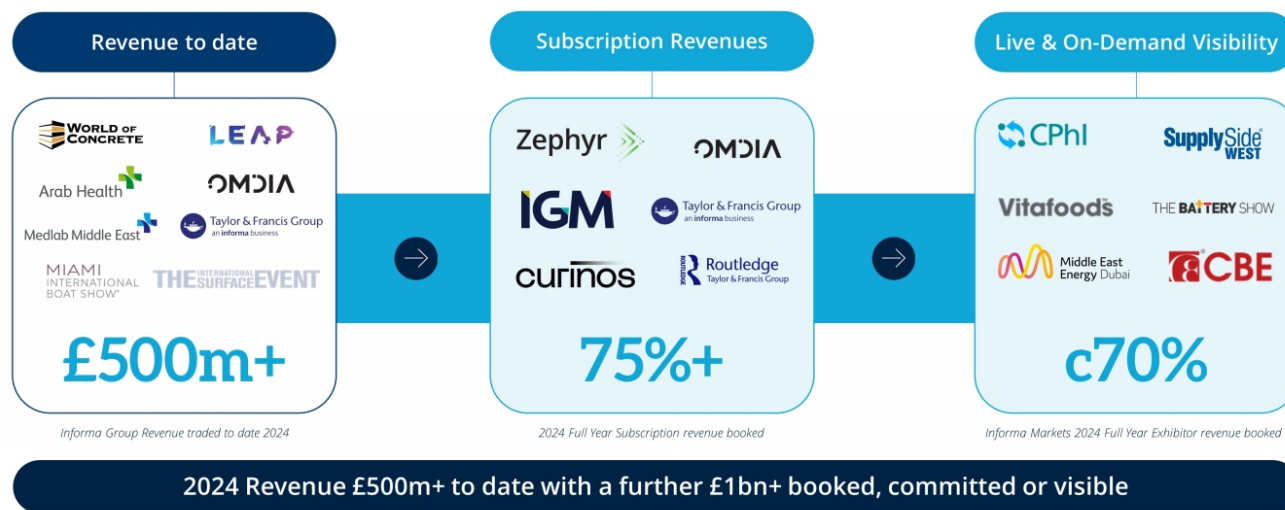 Revenue to date
Subscription Revenues
Live & On-Demand Visibility
WORLD OF
CONCRETE
LEAP
Arab Health
OMDIA
Medlab Middle East
Taylor & Francis Group
an informa business
MIAMI
INTERNATIONAL
BOAT SHOW®
THE INTERNATIONAL SURFACE EVENT
£500m+
Informa Group Revenue traded to date 2024
Zephyr
OMDIA
IGM
Taylor & Francis Group
an informa business
curinos
ROUTLEDGE
Routledge
Taylor & Francis Group
75%+
2024 Full Year Subscription revenue booked
CPhI
SupplySide®
WEST
Vitafoods
THE BATTERY SHOW
Middle East
Energy Dubai
CBE
c70%
Informa Markets 2024 Full Year Exhibitor revenue booked
2024 Revenue £500m+ to date with a further £1bn+ booked, committed or visible